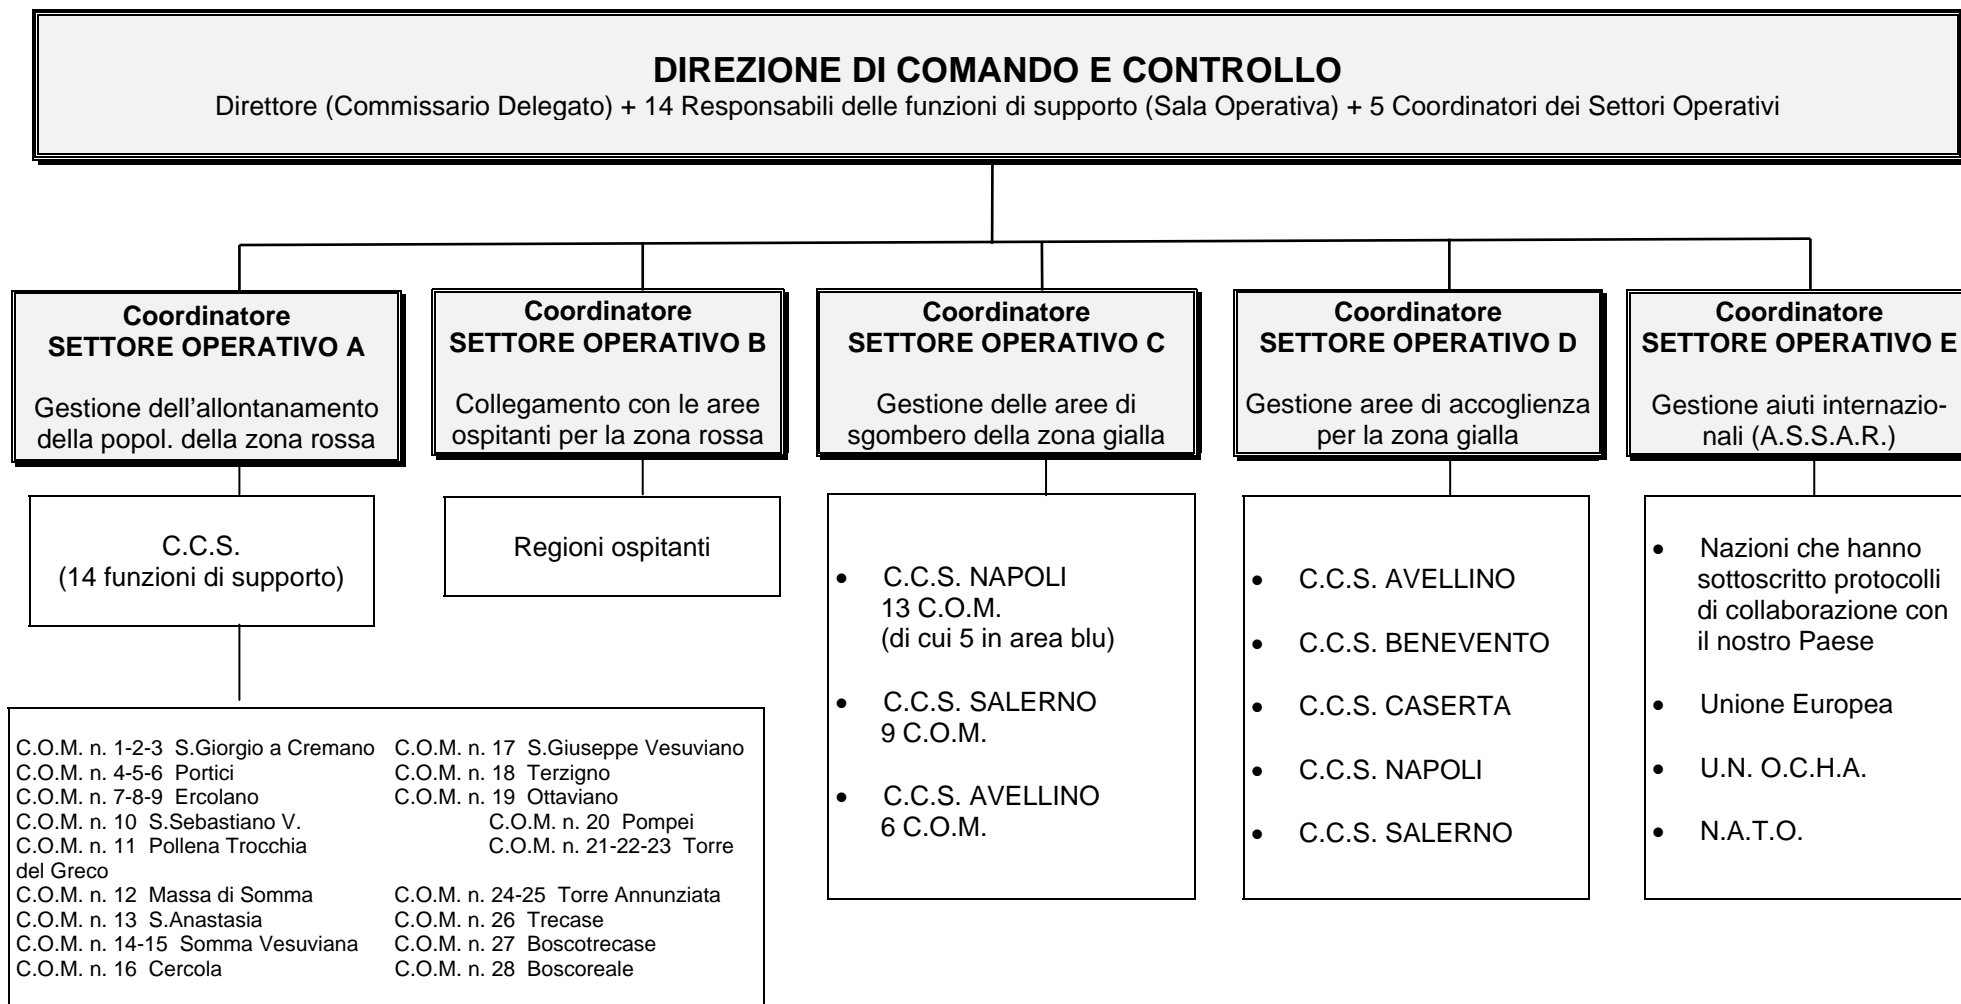 DIREZIONE DI COMANDO E CONTROLLO
Direttore (Commissario Delegato) + 14 Responsabili delle funzioni di supporto (Sala Operativa) + 5 Coordinatori dei Settori Operativi
Coordinatore
SETTORE OPERATIVO A
Gestione dell'allontanamento
della popol. della zona rossa
Coordinatore
SETTORE OPERATIVO B
Collegamento con le aree
ospitanti per la zona rossa
Coordinatore
SETTORE OPERATIVO C
Gestione delle aree di
sgombero della zona gialla
Coordinatore
SETTORE OPERATIVO D
Gestione aree di accoglienza
per la zona gialla
Coordinatore
SETTORE OPERATIVO E
Gestione aiuti internazio-
nali (A.S.S.A.R.)
C.C.S.
(14 funzioni di supporto)
Regioni ospitanti
• C.C.S. NAPOLI
13 C.O.M.
(di cui 5 in area blu)
• C.C.S. SALERNO
9 C.O.M.
• C.C.S. AVELLINO
6 C.O.M.
• C.C.S. AVELLINO
• C.C.S. BENEVENTO
• C.C.S. CASERTA
• C.C.S. NAPOLI
• C.C.S. SALERNO
• Nazioni che hanno
sottoscritto protocolli
di collaborazione con
il nostro Paese
• Unione Europea
• U.N. O.C.H.A.
• N.A.T.O.
C.O.M. n. 1-2-3 S.Giorgio a Cremano C.O.M. n. 17 S.Giuseppe Vesuviano
C.O.M. n. 4-5-6 Portici C.O.M. n. 18 Terzigno
C.O.M. n. 7-8-9 Ercolano C.O.M. n. 19 Ottaviano
C.O.M. n. 10 S.Sebastiano V. C.O.M. n. 20 Pompei
C.O.M. n. 11 Pollena Trocchia C.O.M. n. 21-22-23 Torre
del Greco
C.O.M. n. 12 Massa di Somma C.O.M. n. 24-25 Torre Annunziata
C.O.M. n. 13 S.Anastasia C.O.M. n. 26 Trecase
C.O.M. n. 14-15 Somma Vesuviana C.O.M. n. 27 Boscotrecase
C.O.M. n. 16 Cercola C.O.M. n. 28 Boscoreale